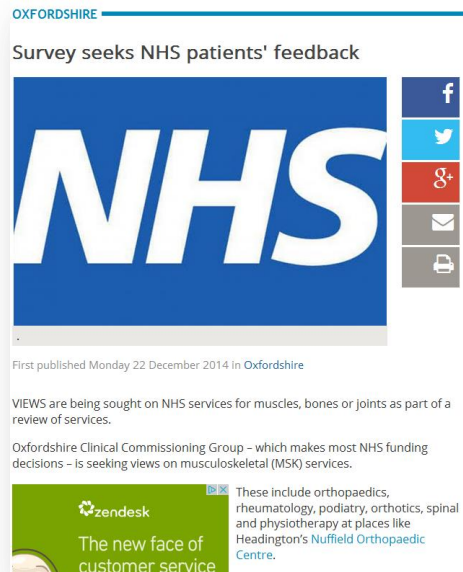 OXFORDSHIRE
Survey seeks NHS patients' feedback
NHS
f
g+
.
First published Monday 22 December 2014 in Oxfordshire
VIEWS are being sought on NHS services for muscles, bones or joints as part of a
review of services.
Oxfordshire Clinical Commissioning Group – which makes most NHS funding
decisions – is seeking views on musculoskeletal (MSK) services.
zendesk
The new face of
customer service
These include orthopaedics,
rheumatology, podiatry, orthotics, spinal
and physiotherapy at places like
Headington's Nuffield Orthopaedic
Centre.